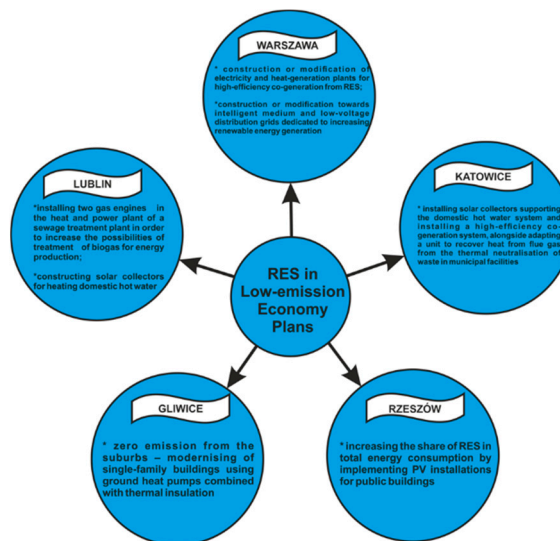 WARSZAWA
* construction or modification of
electricity and heat-generation plants for
high-efficiency co-generation from RES;
*construction or modification towards
intelligent medium and low-voltage
distribution grids dedicated to increasing
renewable energy generation
LUBLIN
*installing two gas engines in
the heat and power plant of a
sewage treatment plant in order
to increase the possibilities of
treatment of biogas for energy
production;
*constructing solar collectors
for heating domestic hot water
KATOWICE
* installing solar collectors supporting
the domestic hot water system and
installing a high-efficiency co-
generation system, alongside adapting
a unit to recover heat from flue gas
from the thermal neutralisation of
waste in municipal facilities
RES in
Low-emission
Economy
Plans
GLIWICE
* zero emission from the
suburbs – modernising of
single-family buildings using
ground heat pumps combined
with thermal insulation
RZESZÓW
* increasing the share of RES in
total energy consumption by
implementing PV installations
for public buildings